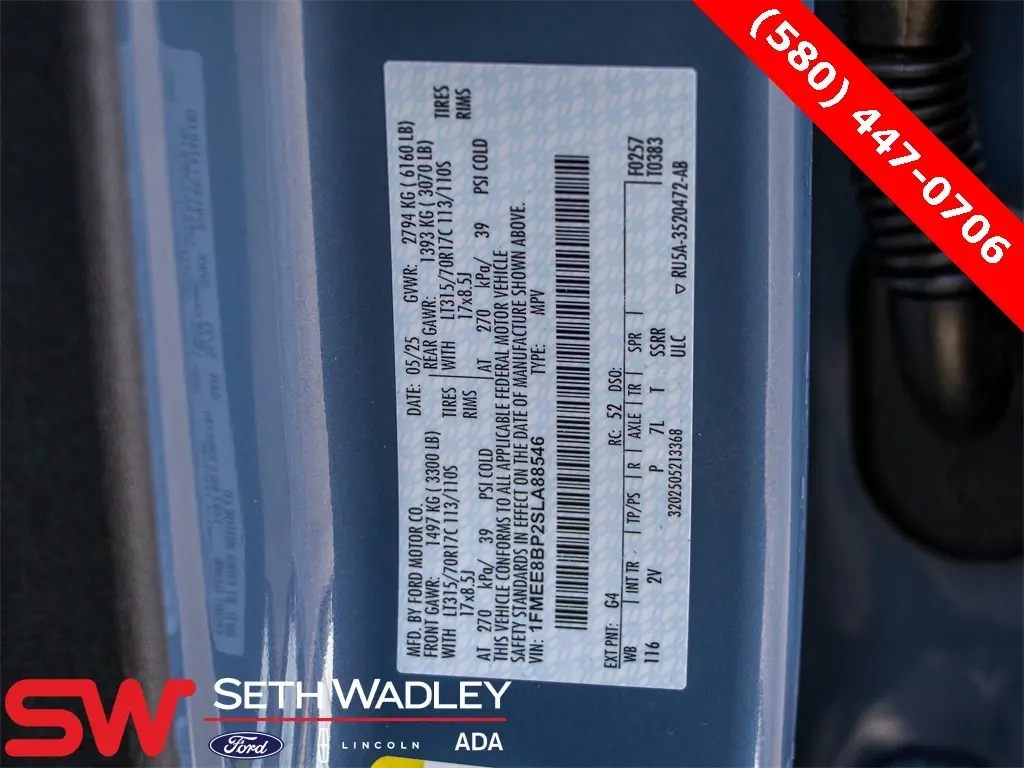 (580) 447-0706
MFD. BY FORD MOTOR CO.
DATE: 05/25 GVWR: 2794 KG ( 6160 LB)
FRONT GAWR: 1497 KG (3300 LB)
REAR GAWR: 1393 KG ( 3070 LB)
WITH LT315/70R17C 113/110S TIRES
WITH LT315/70R17C 113/110S TIRES
17x8.5J RIMS
17x8.5J RIMS
AT 270 kPa/ 39 PSI COLD
AT 270 kPa/ 39 PSI COLD
THIS VEHICLE CONFORMS TO ALL APPLICABLE FEDERAL MOTOR VEHICLE
SAFETY STANDARDS IN EFFECT ON THE DATE OF MANUFACTURE SHOWN ABOVE.
VIN: 1FMEE8BP2SLA88546
TYPE: MPV
EXT PNT: G4 RC: 52 DSO: F0257
WB INT TR TP/PS R AXLE TR SPR T0383
116 2V P 7L T SSRR
ULC
3202505213368
▽ RU5A-3520472-AB
SW
SETH WADLEY
Ford LINCOLN ADA